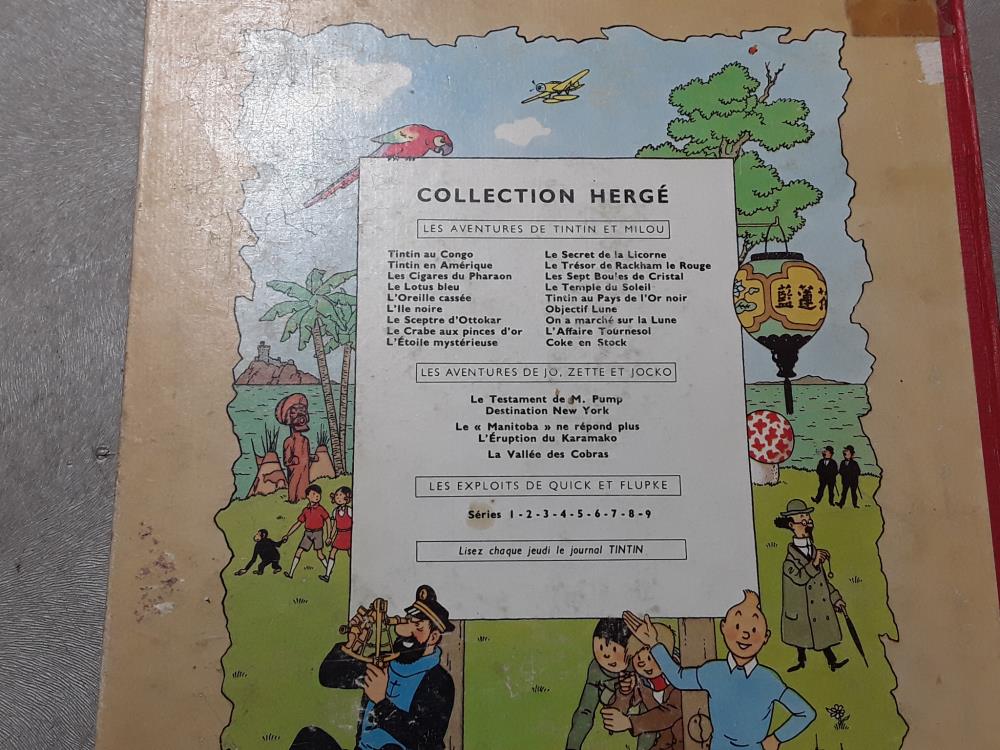 COLLECTION HERGÉ
LES AVENTURES DE TINTIN ET MILOU
Tintin au Congo
Tintin en Amérique
Les Cigares du Pharaon
Le Lotus bleu
L'Oreille cassée
L'Ile noire
Le Sceptre d'Ottokar
Le Crabe aux pinces d'or
L'Étoile mystérieuse
Le Secret de la Licorne
Le Trésor de Rackham le Rouge
Les Sept Boules de Cristal
Le Temple du Soleil
Tintin au Pays de l'Or noir
Objectif Lune
On a marché sur la Lune
L'Affaire Tournesol
Coke en Stock
LES AVENTURES DE JO, ZETTE ET JOCKO
Le Testament de M. Pump
Destination New York
Le « Manitoba » ne répond plus
L'Éruption du Karamako
La Vallée des Cobras
LES EXPLOITS DE QUICK ET FLUPKE
Séries 1 - 2 - 3 - 4 - 5 - 6 - 7 - 8 - 9
Lisez chaque jeudi le journal TINTIN
藍蓮